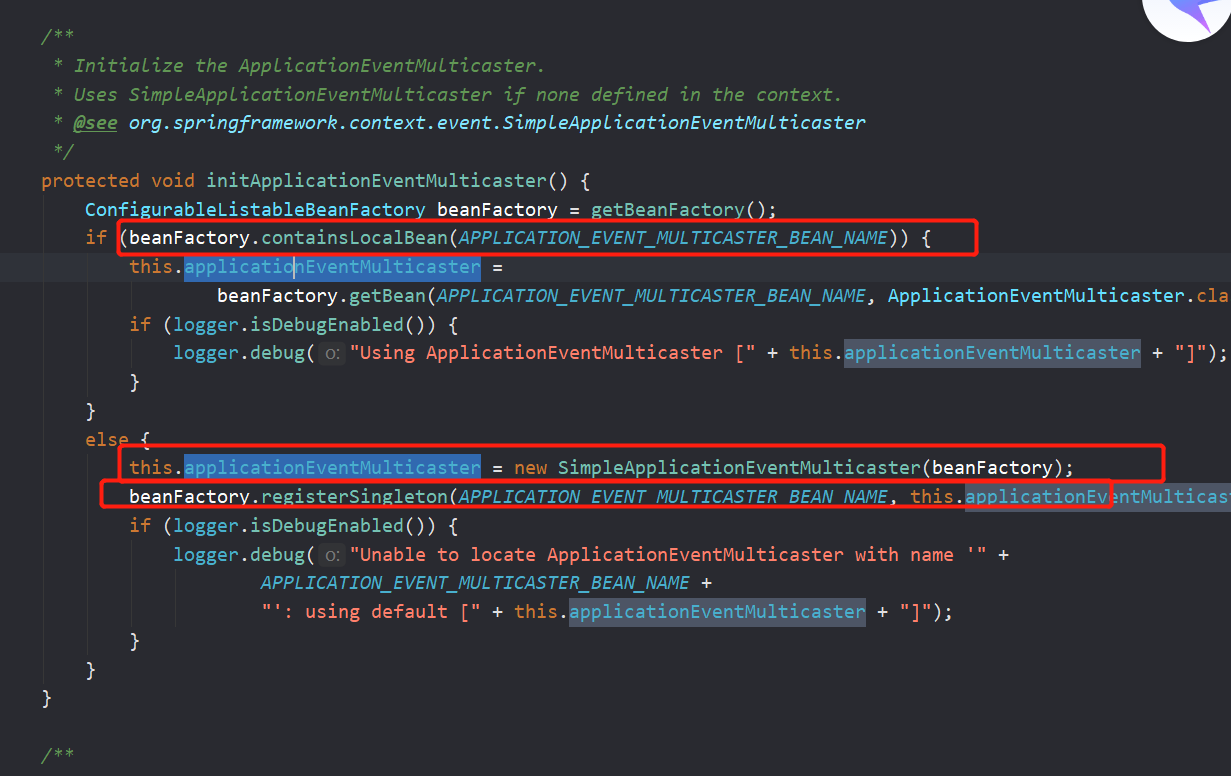 /**
 * Initialize the ApplicationEventMulticaster.
 * Uses SimpleApplicationEventMulticaster if none defined in the context.
 * @see org.springframework.context.event.SimpleApplicationEventMulticaster
 */
protected void initApplicationEventMulticaster() {
    ConfigurableListableBeanFactory beanFactory = getBeanFactory();
    if (beanFactory.containsLocalBean(APPLICATION_EVENT_MULTICASTER_BEAN_NAME)) {
        this.applicationEventMulticaster =
                beanFactory.getBean(APPLICATION_EVENT_MULTICASTER_BEAN_NAME, ApplicationEventMulticaster.cla
        if (logger.isDebugEnabled()) {
            logger.debug( o: "Using ApplicationEventMulticaster [" + this.applicationEventMulticaster + "]");
        }
    }
    else {
        this.applicationEventMulticaster = new SimpleApplicationEventMulticaster(beanFactory);
        beanFactory.registerSingleton(APPLICATION_EVENT_MULTICASTER_BEAN_NAME, this.applicationEventMulticas
        if (logger.isDebugEnabled()) {
            logger.debug( o: "Unable to locate ApplicationEventMulticaster with name '" +
                    APPLICATION_EVENT_MULTICASTER_BEAN_NAME +
                    "': using default [" + this.applicationEventMulticaster + "]");
        }
    }
}
/**